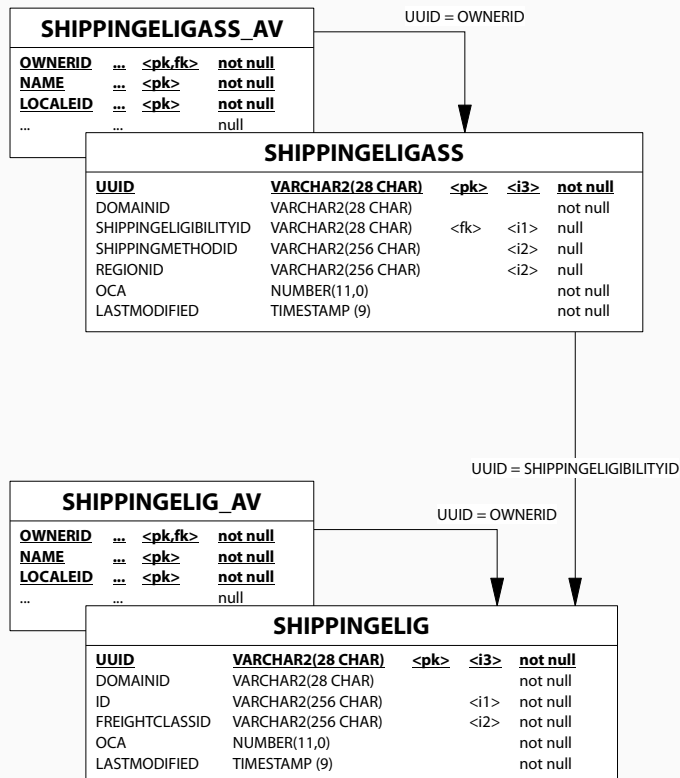 UUID = OWNERID
SHIPPINGELIGASS_AV
OWNERID ... <pk,fk> not null
NAME ... <pk> not null
LOCALEID ... <pk> not null
... ... null
SHIPPINGELIGASS
UUID VARCHAR2(28 CHAR) <pk> <i3> not null
DOMAINID VARCHAR2(28 CHAR) not null
SHIPPINGELIGIBILITYID VARCHAR2(28 CHAR) <fk> <i1> null
SHIPPINGMETHODID VARCHAR2(256 CHAR) <i2> null
REGIONID VARCHAR2(256 CHAR) <i2> null
OCA NUMBER(11,0) not null
LASTMODIFIED TIMESTAMP (9) not null
UUID = SHIPPINGELIGIBILITYID
SHIPPINGELIG_AV
UUID = OWNERID
OWNERID ... <pk,fk> not null
NAME ... <pk> not null
LOCALEID ... <pk> not null
... ... null
SHIPPINGELIG
UUID VARCHAR2(28 CHAR) <pk> <i3> not null
DOMAINID VARCHAR2(28 CHAR) not null
ID VARCHAR2(256 CHAR) <i1> not null
FREIGHTCLASSID VARCHAR2(256 CHAR) <i2> not null
OCA NUMBER(11,0) not null
LASTMODIFIED TIMESTAMP (9) not null